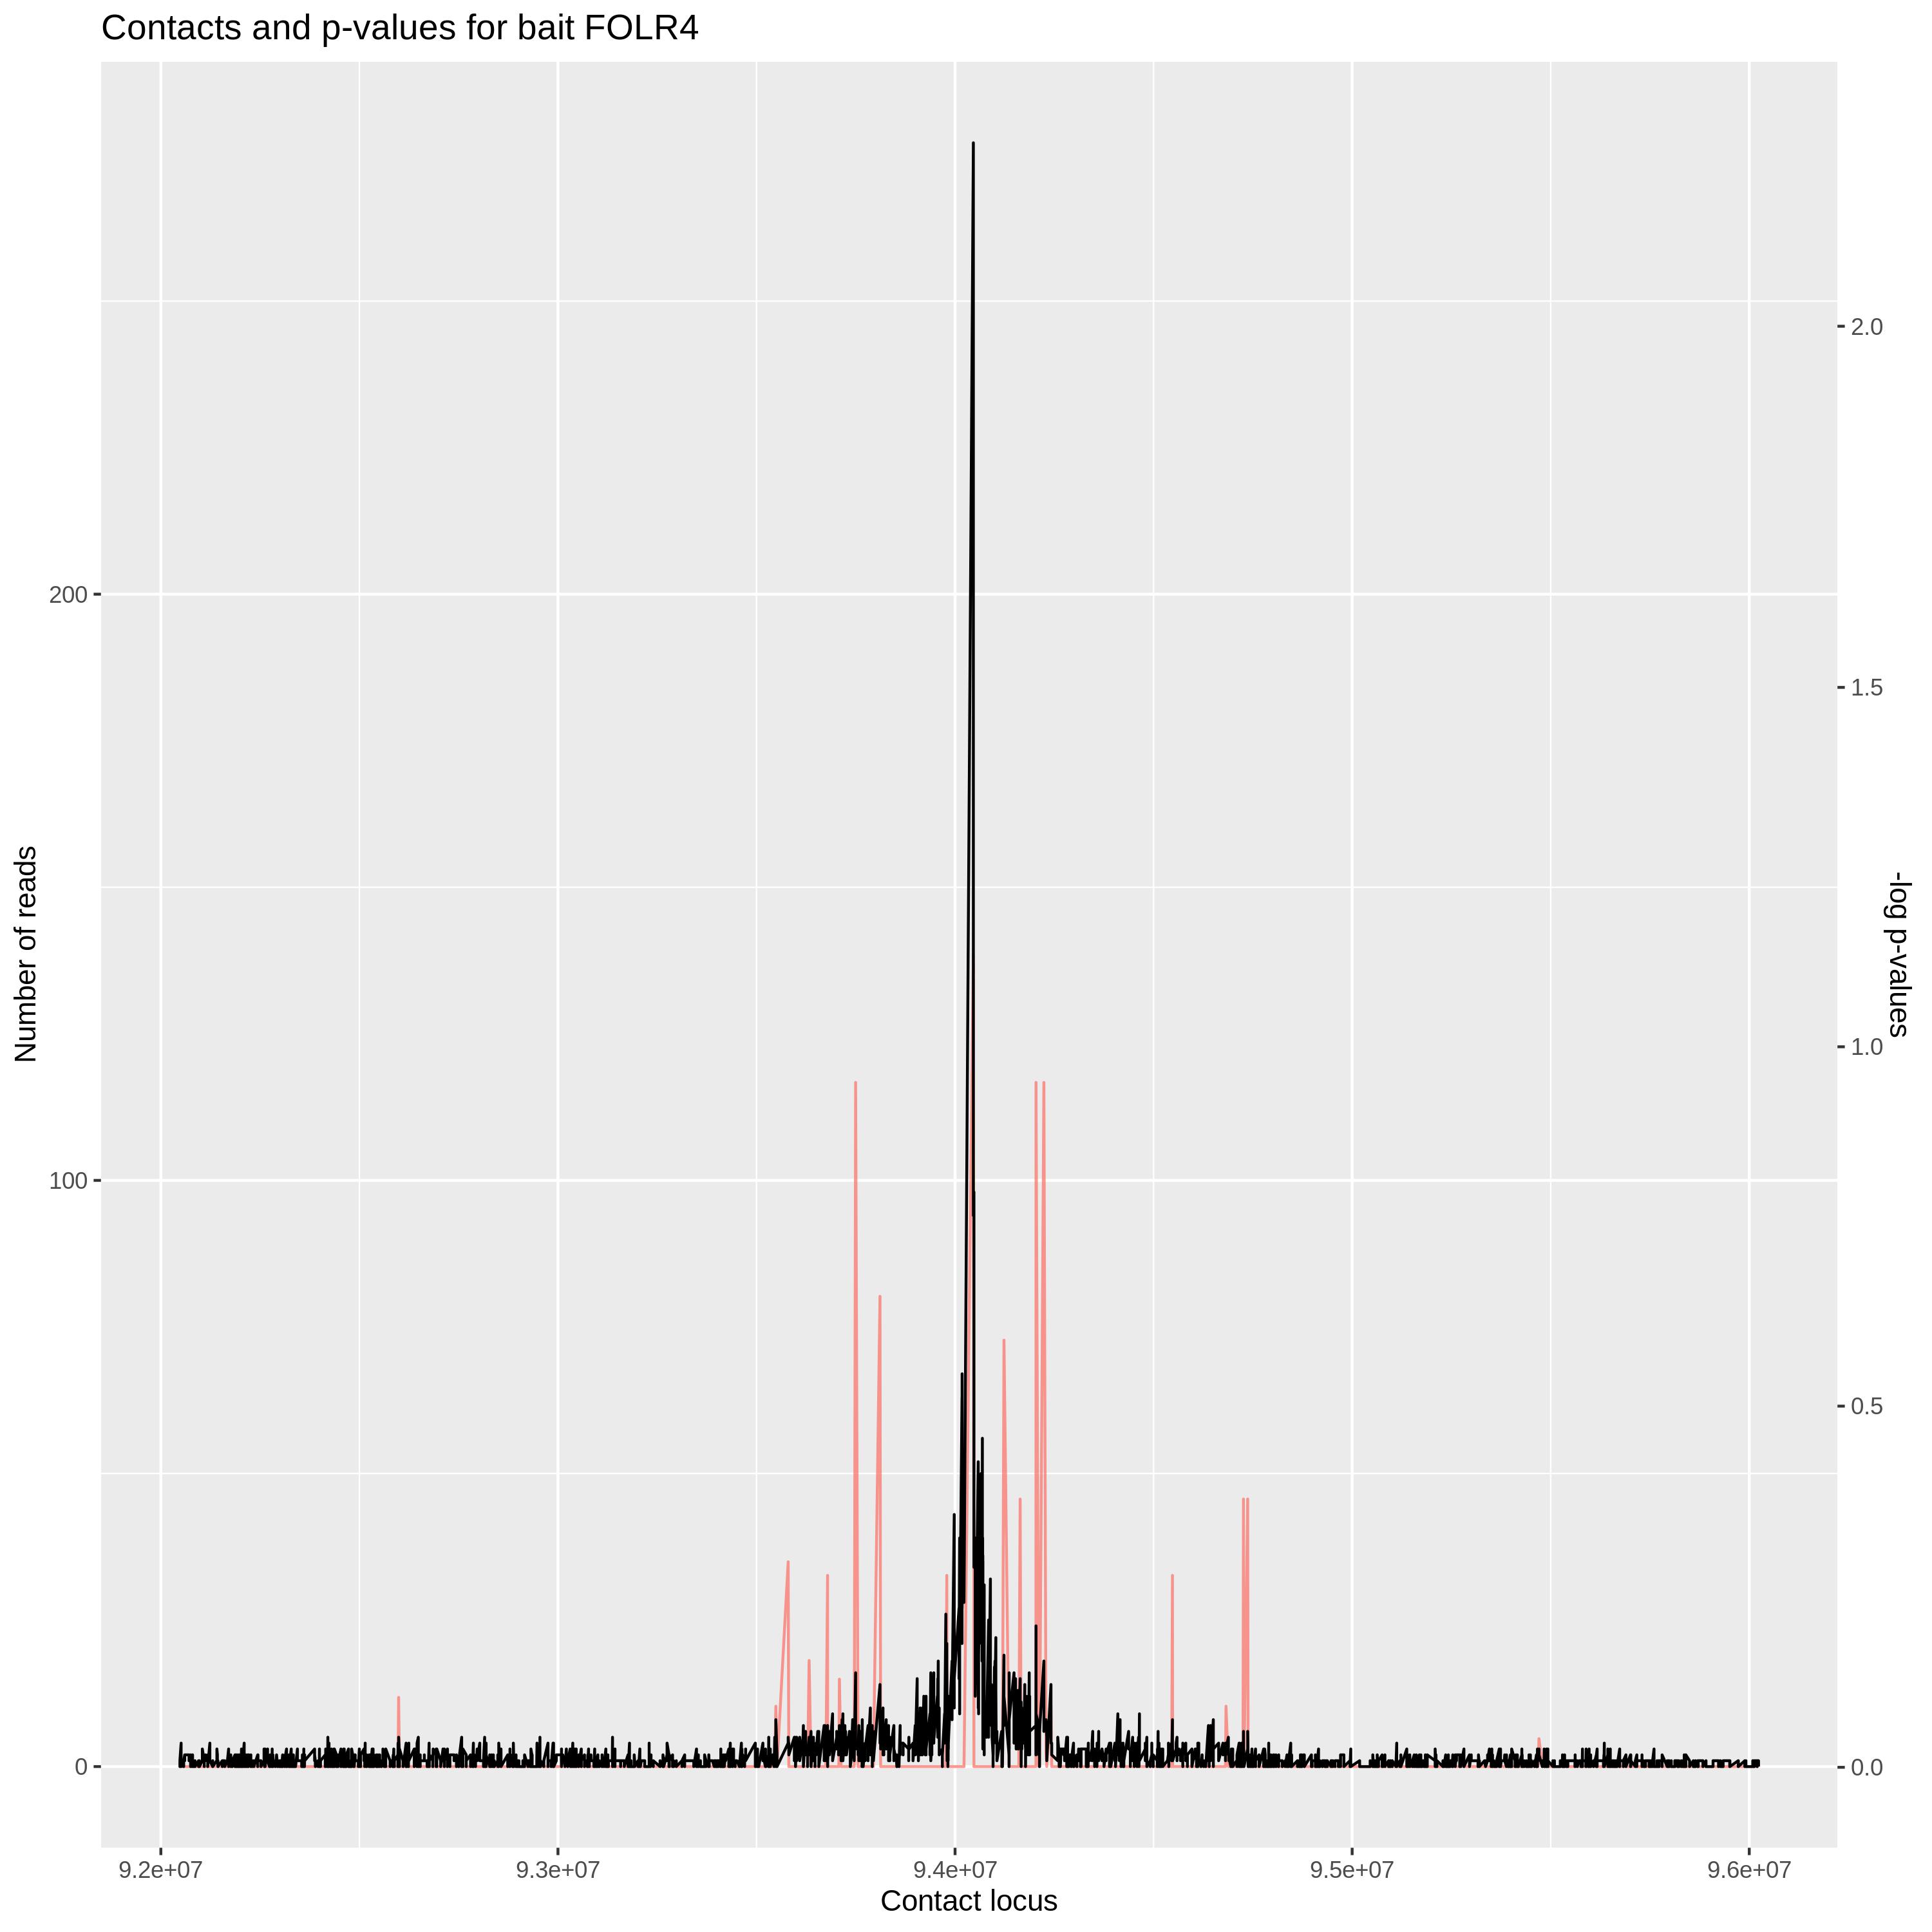 Contacts and p-values for bait FOLR4
Number of reads
200
100
0
2.0
1.5
1.0
0.5
0.0
-log p-values
9.2e+07
9.3e+07
9.4e+07
9.5e+07
9.6e+07
Contact locus